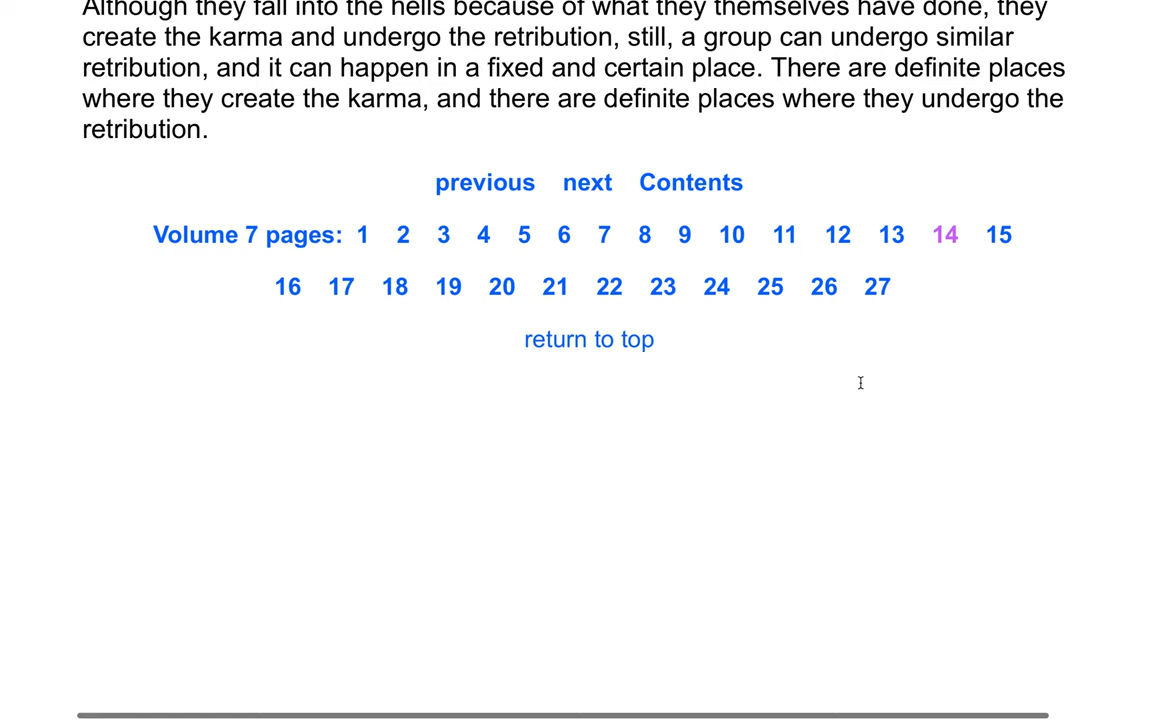 Although they fall into the hells because of what they themselves have done, they
create the karma and undergo the retribution, still, a group can undergo similar
retribution, and it can happen in a fixed and certain place. There are definite places
where they create the karma, and there are definite places where they undergo the
retribution.
previous next Contents
Volume 7 pages: 1 2 3 4 5 6 7 8 9 10 11 12 13 14 15
16 17 18 19 20 21 22 23 24 25 26 27
return to top